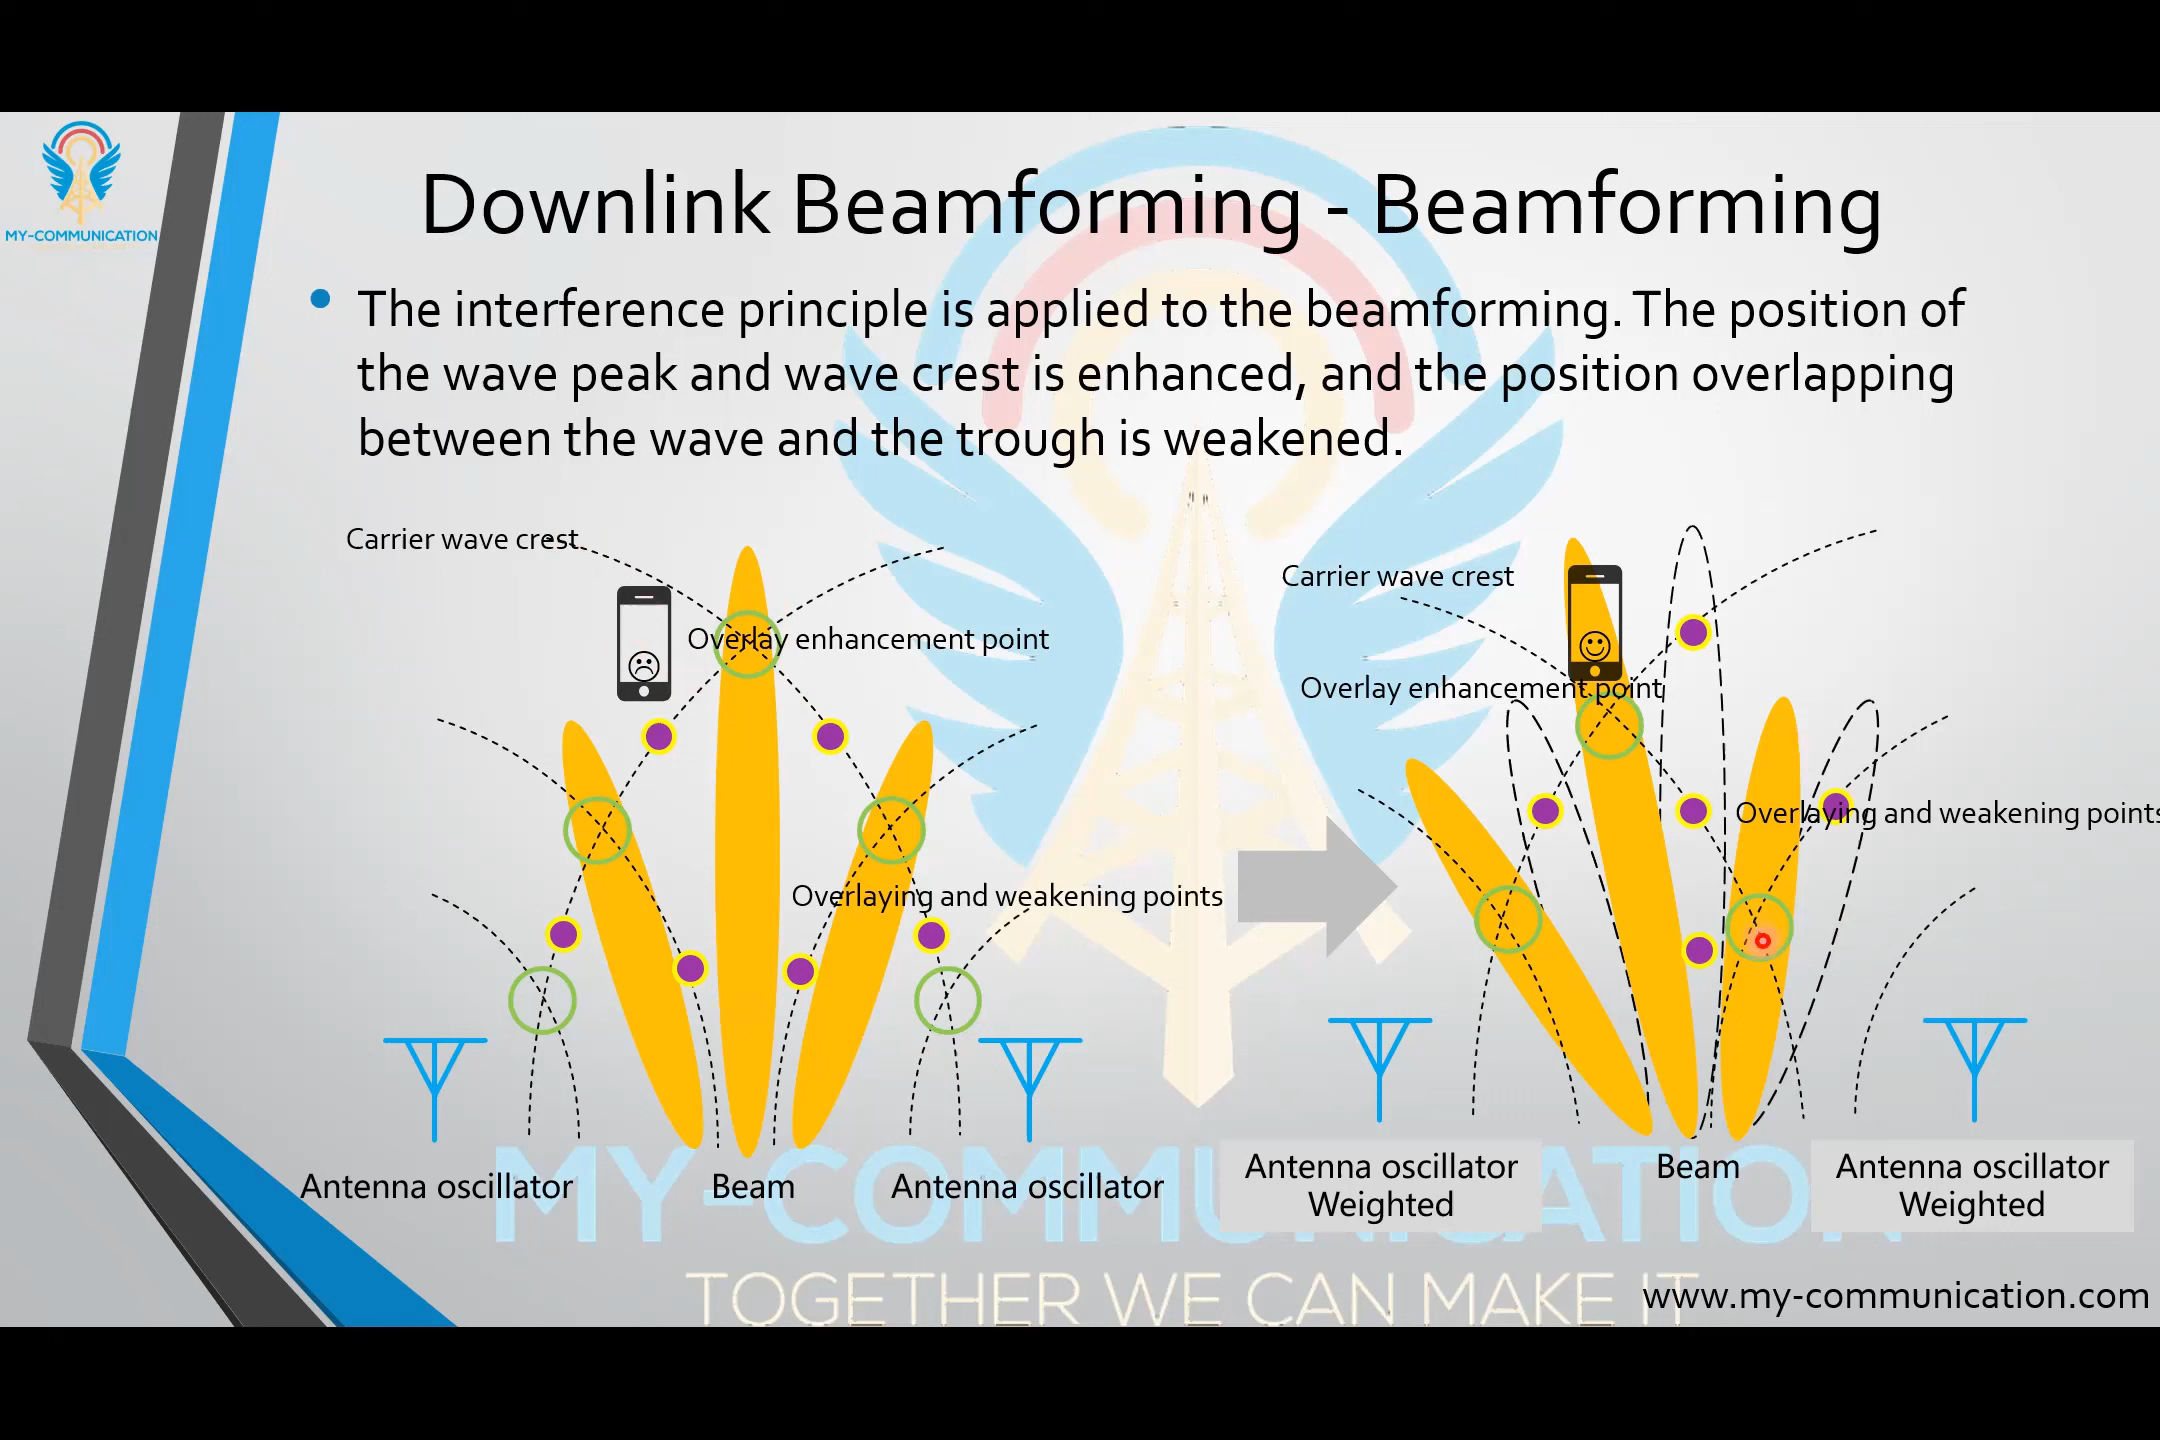 MY-COMMUNICATION
Downlink Beamforming - Beamforming
• The interference principle is applied to the beamforming. The position of
the wave peak and wave crest is enhanced, and the position overlapping
between the wave and the trough is weakened.
Carrier wave crest
Overlay enhancement point
Overlaying and weakening points
Antenna oscillator
Beam
Antenna oscillator
Carrier wave crest
Overlay enhancement point
Overlaying and weakening points
Antenna oscillator
Weighted
Beam
Antenna oscillator
Weighted
MY-COMMUNICATION
TOGETHER WE CAN MAKE IT
www.my-communication.com